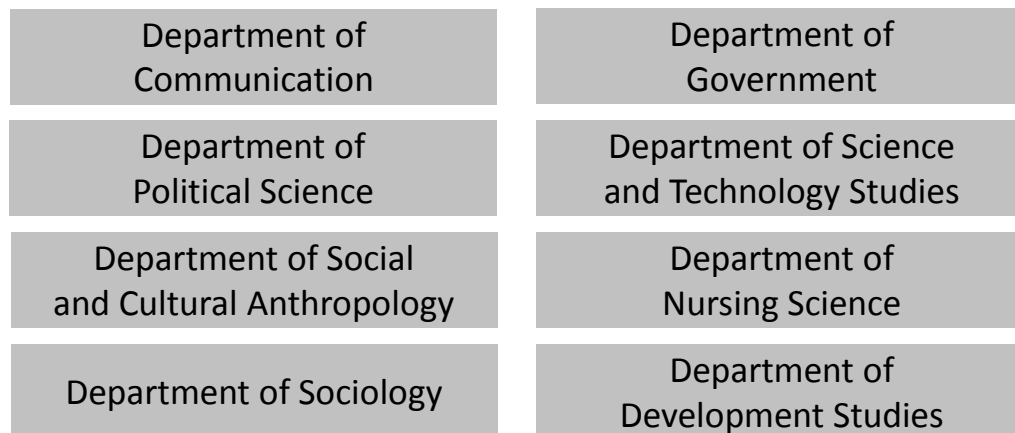 Department of
Communication
Department of
Government
Department of
Political Science
Department of Science
and Technology Studies
Department of Social
and Cultural Anthropology
Department of
Nursing Science
Department of Sociology
Department of
Development Studies